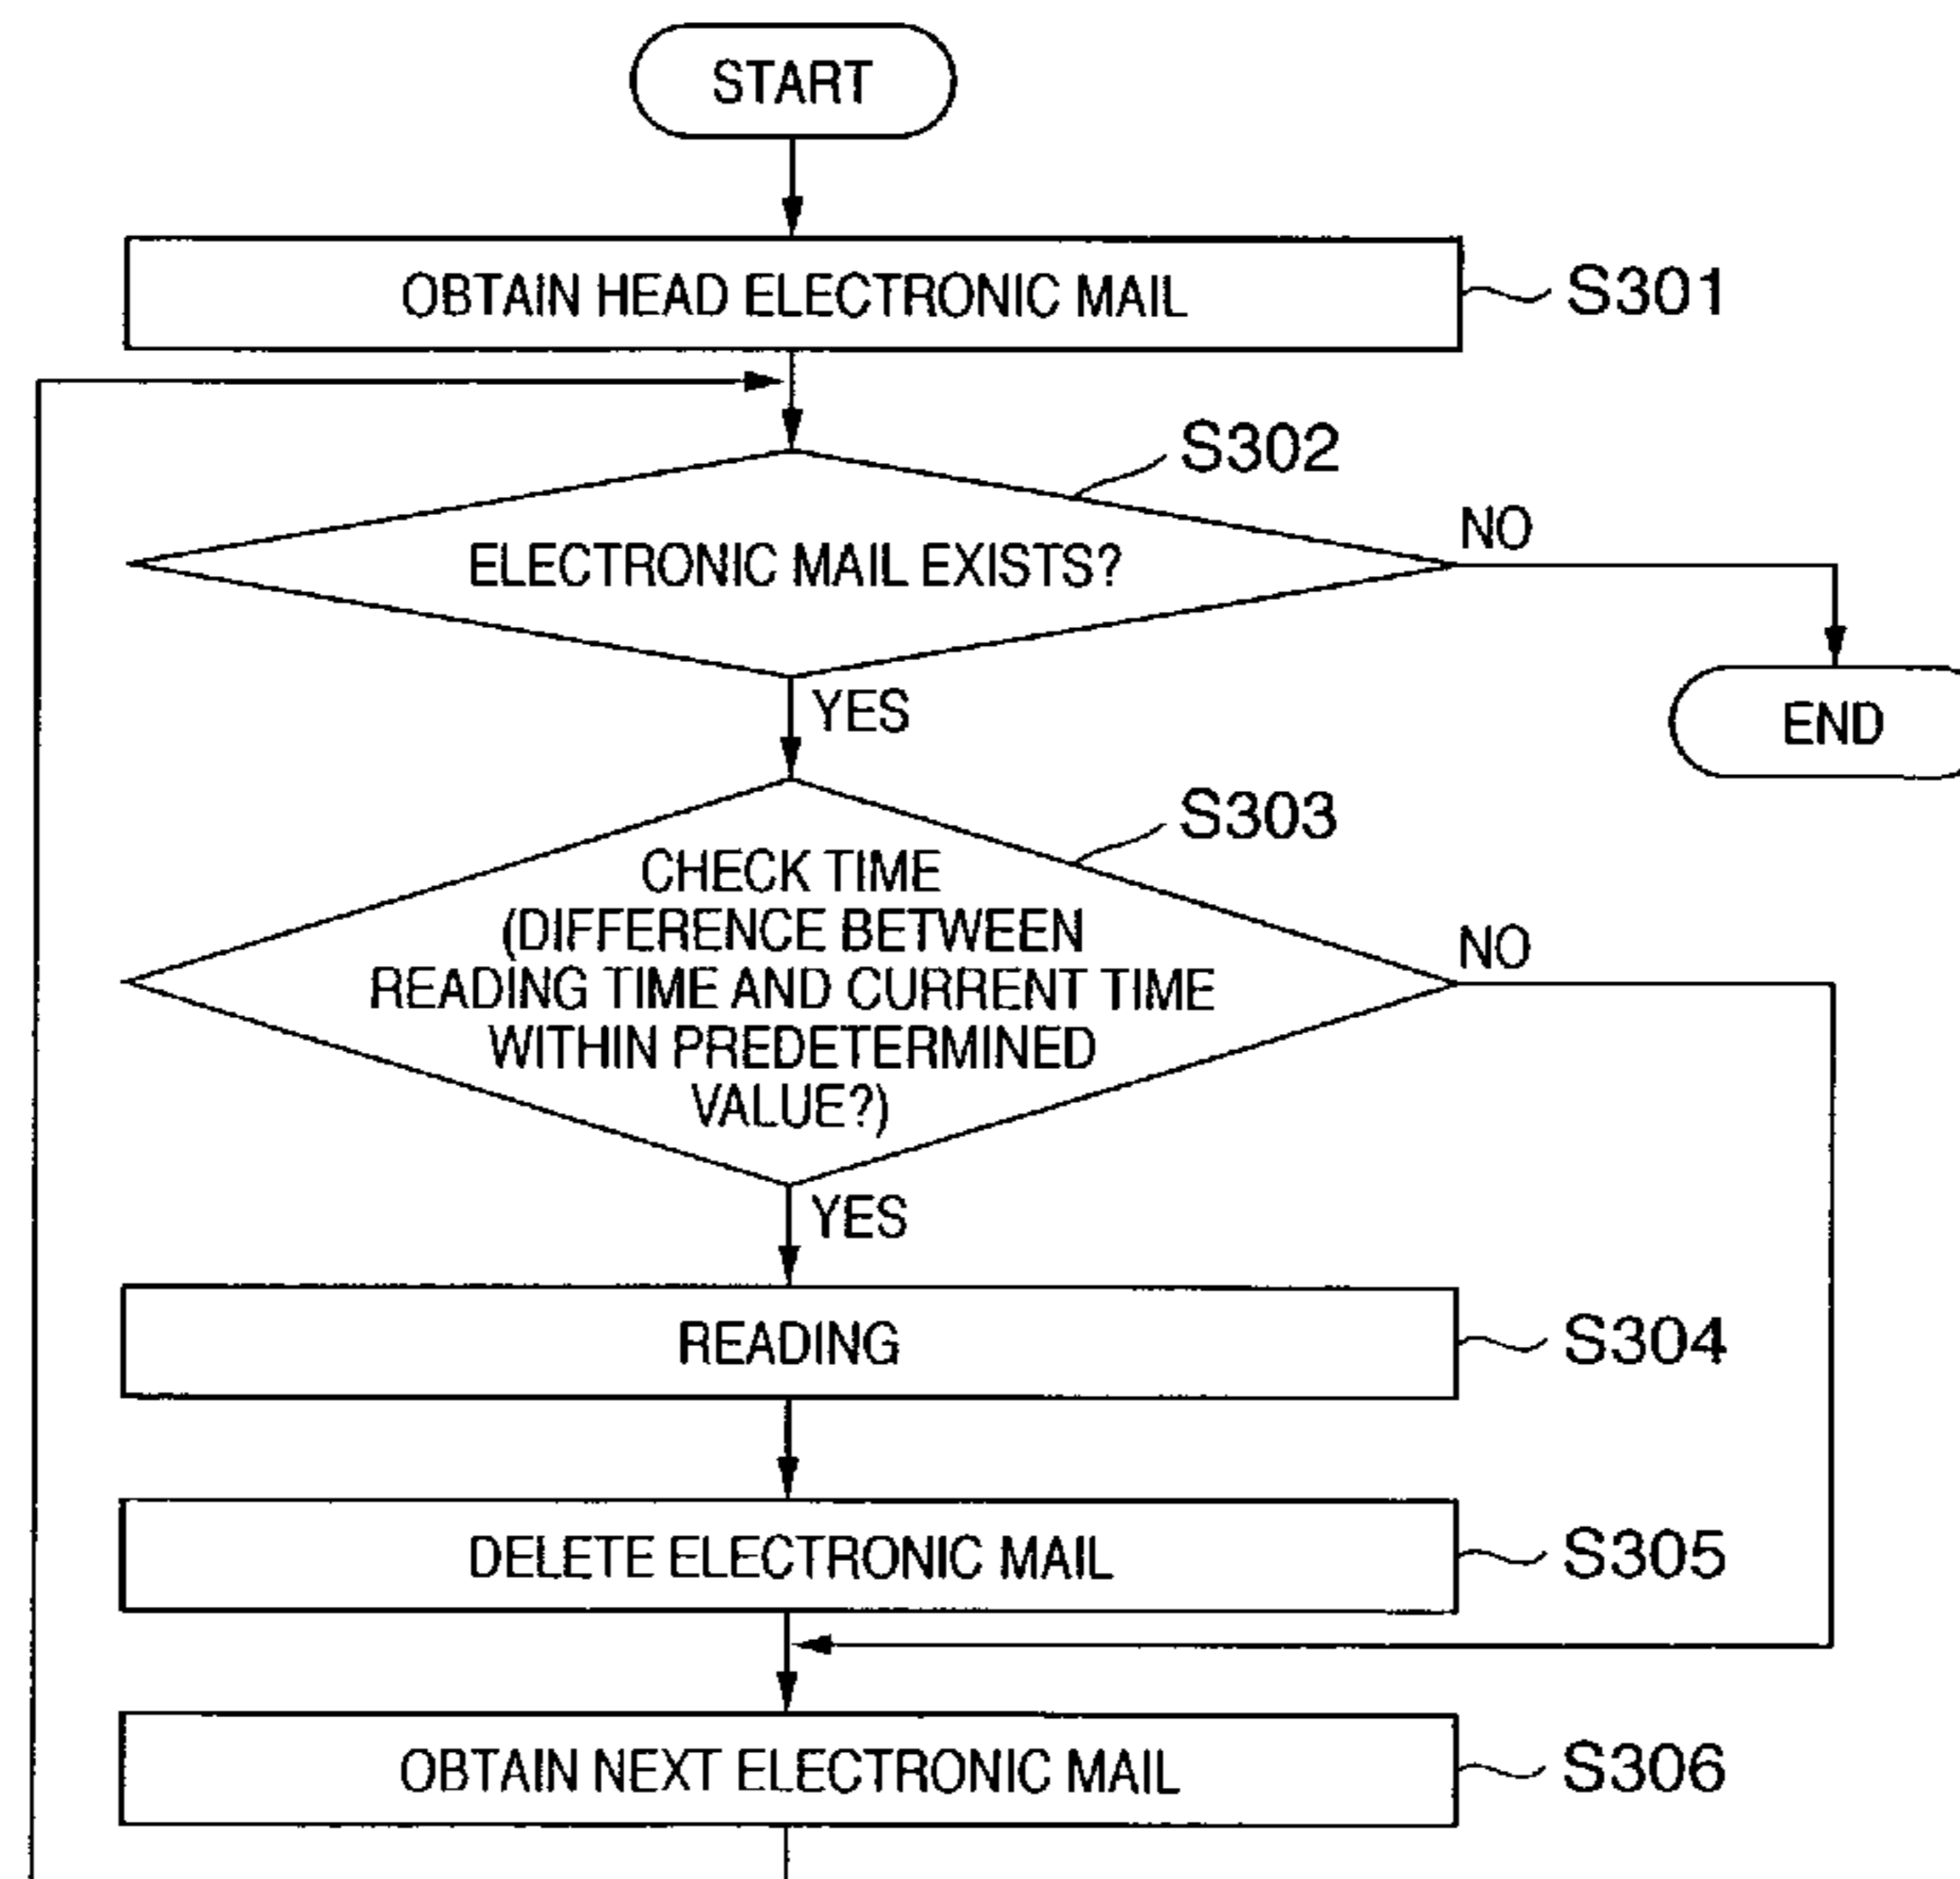 START
OBTAIN HEAD ELECTRONIC MAIL
S301
S302
ELECTRONIC MAIL EXISTS?
NO
YES
END
S303
CHECK TIME
(DIFFERENCE BETWEEN
READING TIME AND CURRENT TIME
WITHIN PREDETERMINED
VALUE?)
NO
YES
READING
S304
DELETE ELECTRONIC MAIL
S305
OBTAIN NEXT ELECTRONIC MAIL
S306